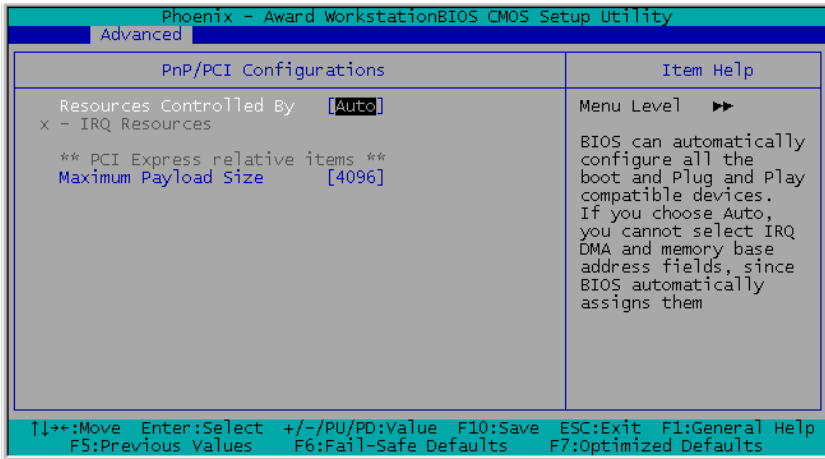 Phoenix - Award WorkstationBIOS CMOS Setup Utility
Advanced
PnP/PCI Configurations
Resources Controlled By [Auto]
x - IRQ Resources
** PCI Express relative items **
Maximum Payload Size [4096]
Item Help
Menu Level ►►
BIOS can automatically
configure all the
boot and Plug and Play
compatible devices.
If you choose Auto,
you cannot select IRQ
DMA and memory base
address fields, since
BIOS automatically
assigns them
↑↓→←:Move Enter:Select +/-/PU/PD:Value F10:Save ESC:Exit F1:General Help
F5:Previous Values F6:Fail-Safe Defaults F7:Optimized Defaults